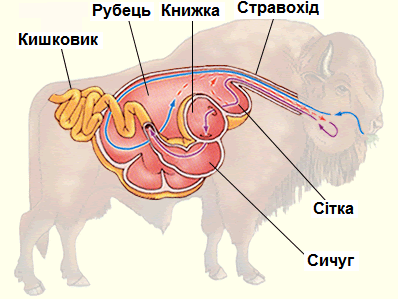 Рубець Книжка Стравохід
Кишковик
Сітка
Сичуг